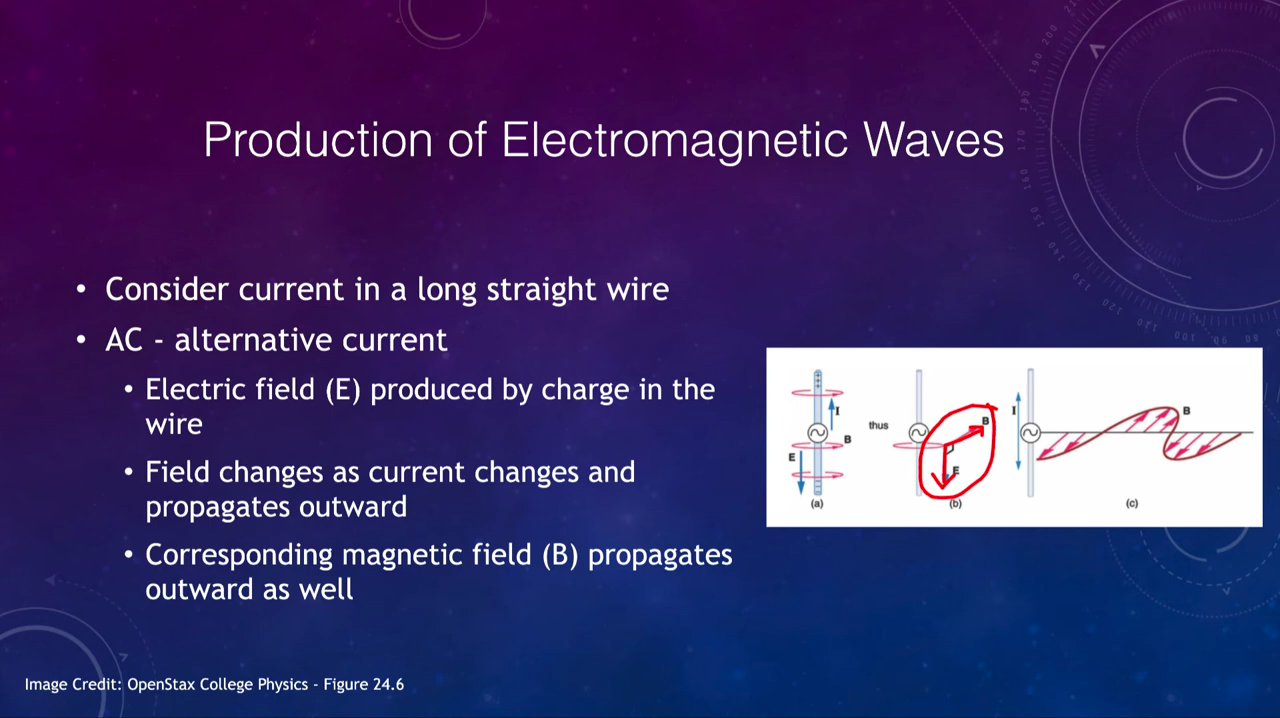 Production of Electromagnetic Waves
• Consider current in a long straight wire
• AC - alternative current
• Electric field (E) produced by charge in the
wire
• Field changes as current changes and
propagates outward
• Corresponding magnetic field (B) propagates
outward as well
+
+
+
I
B
E
(a)
thus
B
E
(b)
I
B
(c)
Image Credit: OpenStax College Physics - Figure 24.6